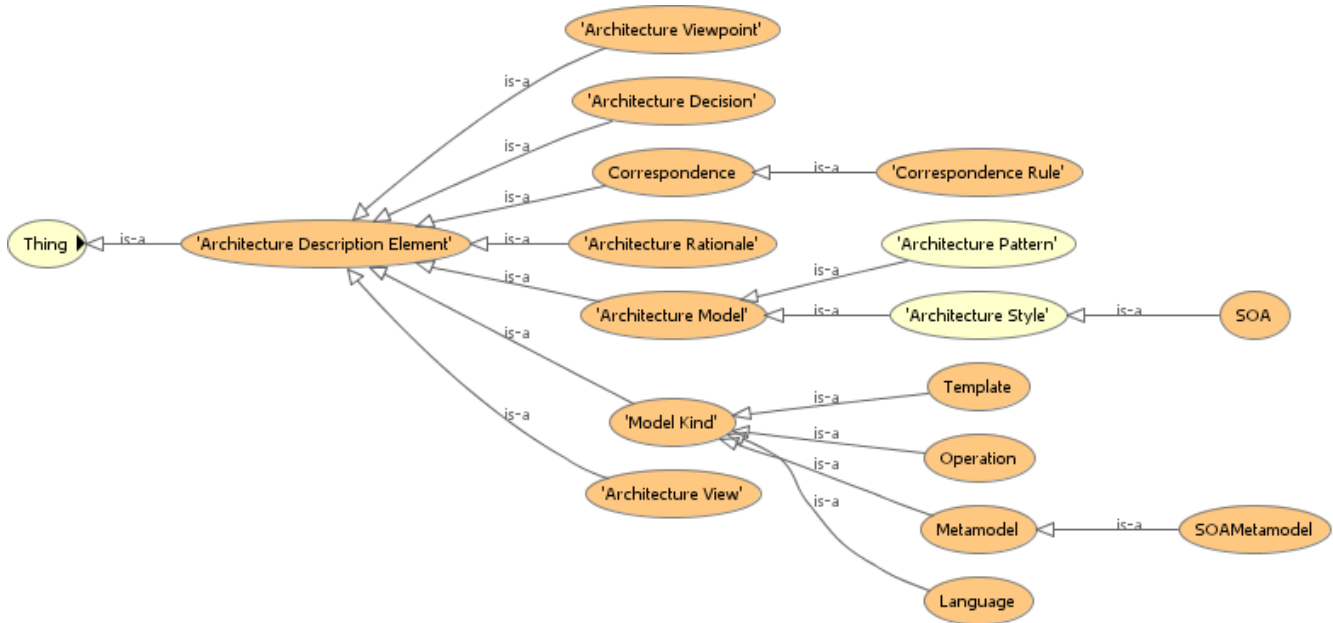 'Architecture Viewpoint'
is-a
'Architecture Decision'
is-a
Correspondence
is-a
'Correspondence Rule'
is-a
Thing
is-a
'Architecture Description Element'
is-a
'Architecture Rationale'
'Architecture Pattern'
is-a
is-a
'Architecture Model'
is-a
'Architecture Style'
is-a
SOA
is-a
Template
is-a
'Model Kind'
is-a
Operation
is-a
is-a
'Architecture View'
is-a
Metamodel
is-a
SOAMetamodel
Language